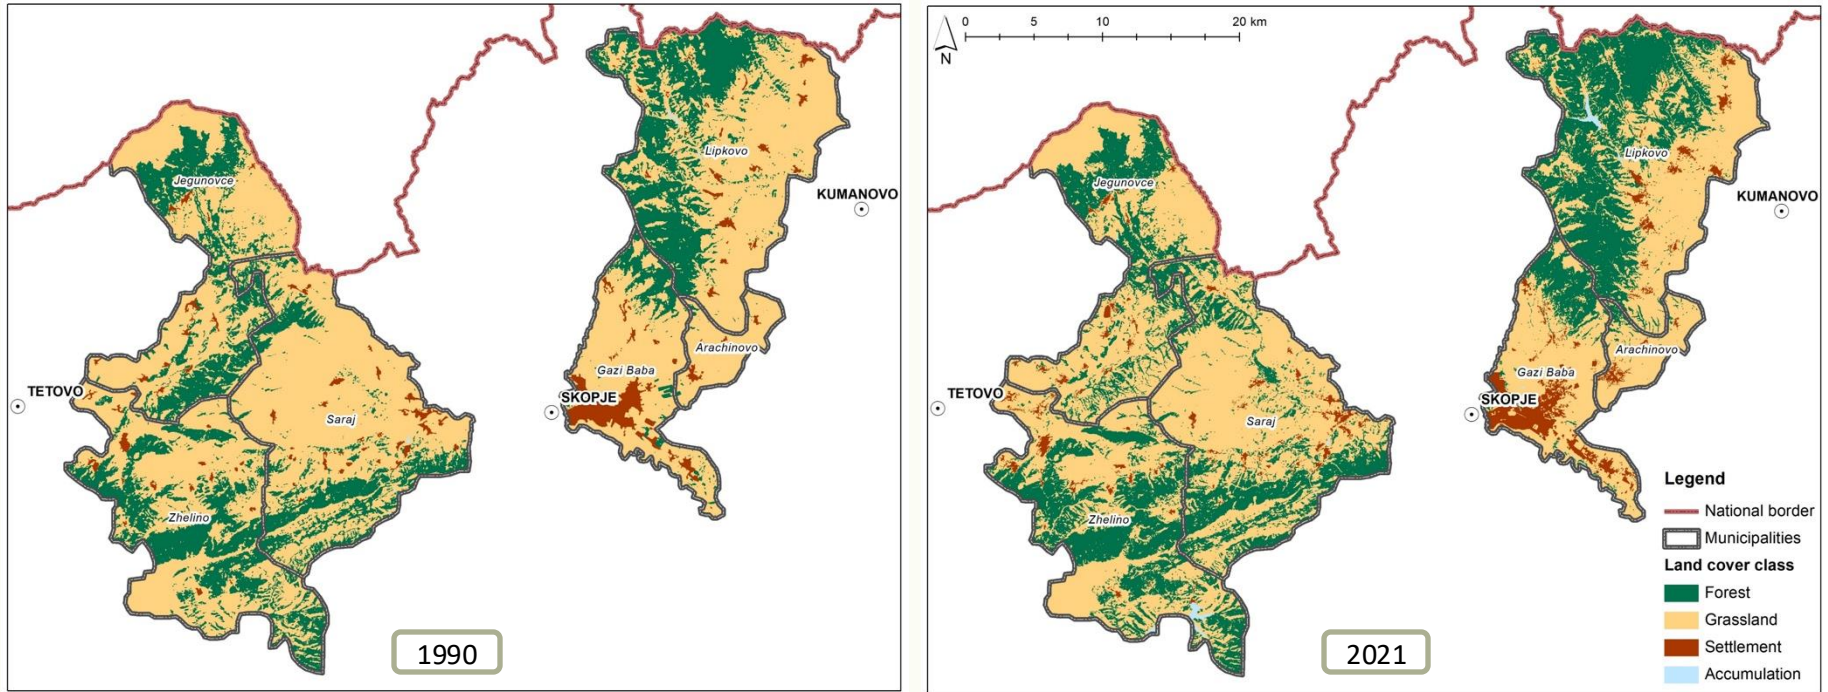 Jegunovce
Lipkovo
KUMANOVO
Arachinovo
Gazi Baba
TETOVO
SKOPJE
Saraj
Zhelino
1990
0 5 10 20 km
N
Jegunovce
Lipkovo
KUMANOVO
Arachinovo
Gazi Baba
TETOVO
SKOPJE
Saraj
Zhelino
2021
Legend
National border
Municipalities
Land cover class
Forest
Grassland
Settlement
Accumulation